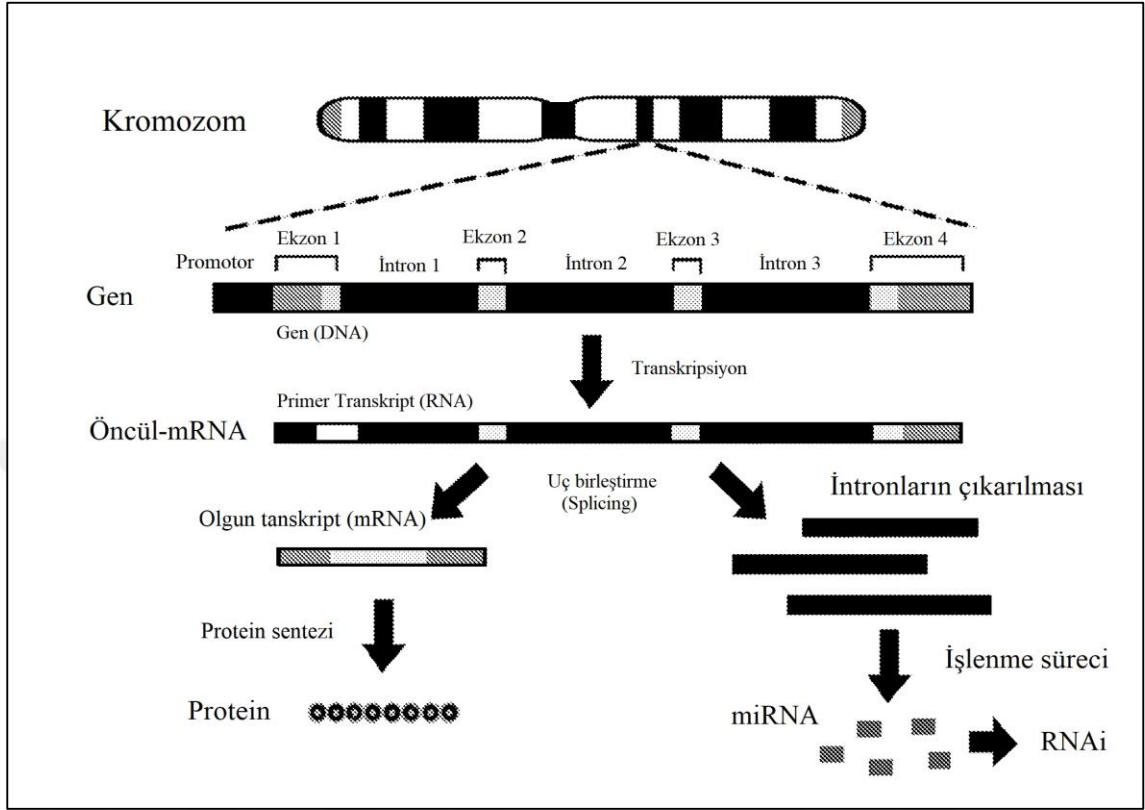 Kromozom
Ekzon 1
Ekzon 2
Ekzon 3
Ekzon 4
Promotor
İntron 1
İntron 2
İntron 3
Gen
Gen (DNA)
Transkripsiyon
Primer Transkript (RNA)
Öncül-mRNA
Uç birleştirme
(Splicing)
İntronların çıkarılması
Olgun tanskript (mRNA)
Protein sentezi
İşlenme süreci
Protein
miRNA
RNAi